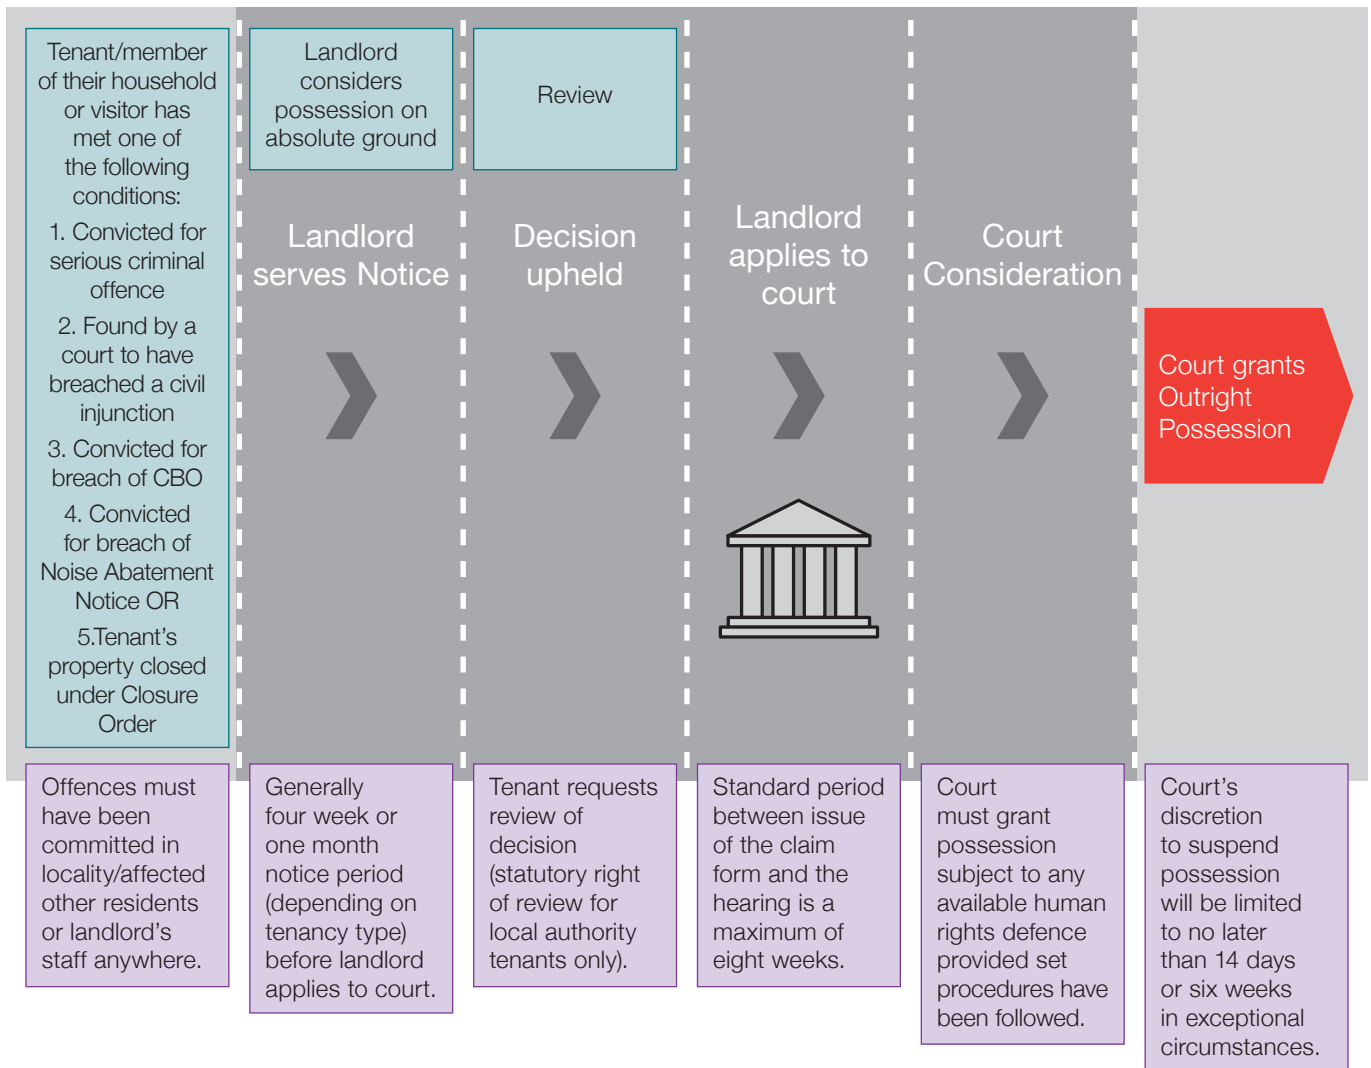 Tenant/member
of their household
or visitor has
met one of
the following
conditions:
1. Convicted for
serious criminal
offence
2. Found by a
court to have
breached a civil
injunction
3. Convicted for
breach of CBO
4. Convicted
for breach of
Noise Abatement
Notice OR
5.Tenant's
property closed
under Closure
Order
Offences must
have been
committed in
locality/affected
other residents
or landlord's
staff anywhere.
Landlord
considers
possession on
absolute ground
Landlord
serves Notice
Generally
four week or
one month
notice period
(depending on
tenancy type)
before landlord
applies to court.
Review
Decision
upheld
Tenant requests
review of
decision
(statutory right
of review for
local authority
tenants only).
Landlord
applies to
court
Standard period
between issue
of the claim
form and the
hearing is a
maximum of
eight weeks.
Court
Consideration
Court
must grant
possession
subject to any
available human
rights defence
provided set
procedures have
been followed.
Court grants
Outright
Possession
Court's
discretion
to suspend
possession
will be limited
to no later
than 14 days
or six weeks
in exceptional
circumstances.